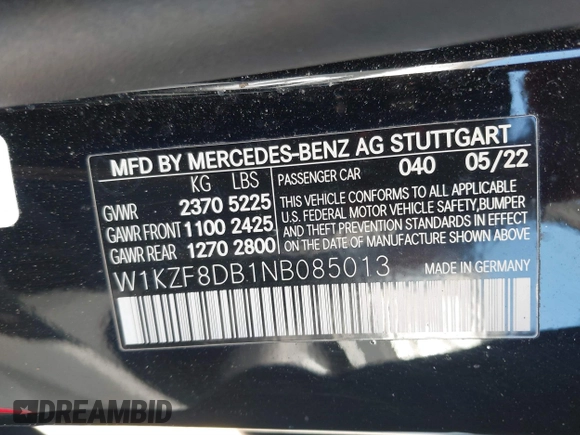 MFD BY MERCEDES-BENZ AG STUTTGART
KG LBS
GVWR 2370 5225
GAWR FRONT 1100 2425
GAWR REAR 1270 2800
PASSENGER CAR 040 05/22
THIS VEHICLE CONFORMS TO ALL APPLICABLE
U.S. FEDERAL MOTOR VEHICLE SAFETY,BUMPER
AND THEFT PREVENTION STANDARDS IN EFFECT
ON THE DATE OF MANUFACTURE SHOWN ABOVE
W1KZF8DB1NB085013 MADE IN GERMANY
DREAMBID